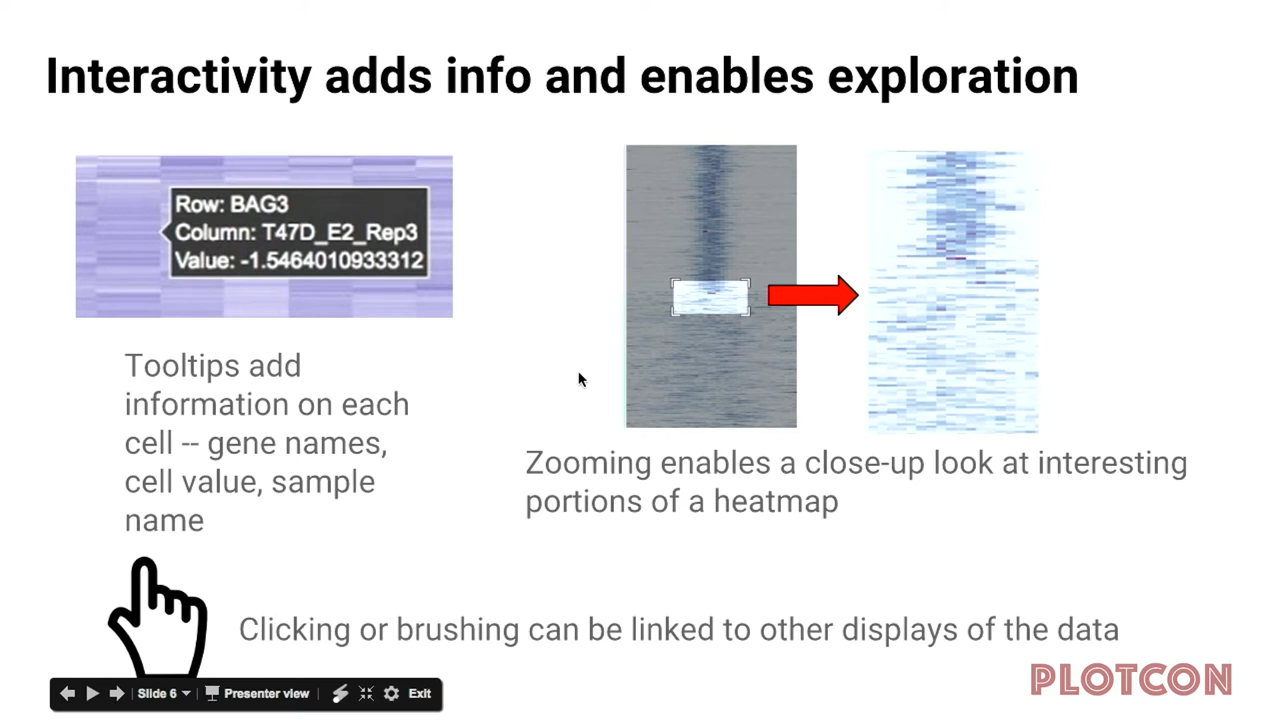 Interactivity adds info and enables exploration
Row: BAG3
Column: T47D_E2_Rep3
Value: -1.5464010933312
Tooltips add
information on each
cell -- gene names,
cell value, sample
name
Zooming enables a close-up look at interesting
portions of a heatmap
Clicking or brushing can be linked to other displays of the data
PLOTCON
Slide 6
Presenter view
Exit